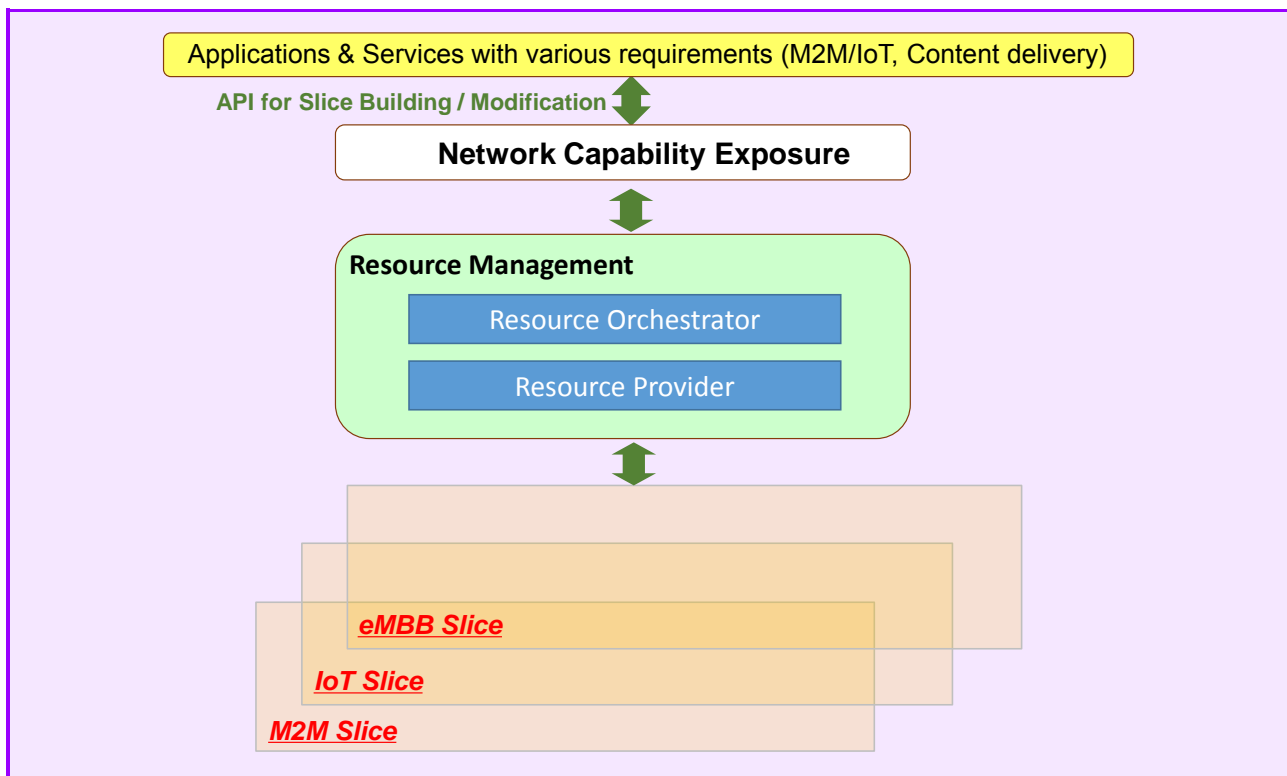 Applications & Services with various requirements (M2M/IoT, Content delivery)
API for Slice Building / Modification
Network Capability Exposure
Resource Management
Resource Orchestrator
Resource Provider
eMBB Slice
IoT Slice
M2M Slice